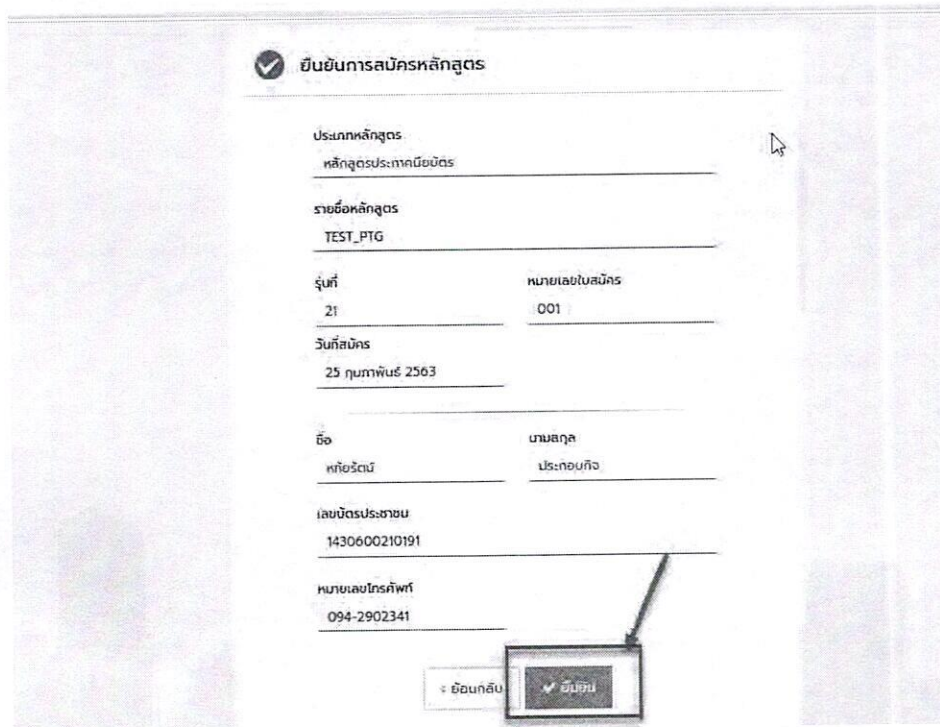 ยืนยันการสมัครหลักสูตร
ประเภทหลักสูตร
หลักสูตรประกาศนียบัตร
รายชื่อหลักสูตร
TEST_PTG
รุ่นที่ หมายเลขใบสมัคร
21 001
วันที่สมัคร
25 กุมภาพันธ์ 2563
ชื่อ นามสกุล
หทัยรัตน์ ประกอบกิจ
เลขบัตรประชาชน
1430600210191
หมายเลขโทรศัพท์
094-2902341
ย้อนกลับ ยืนยัน